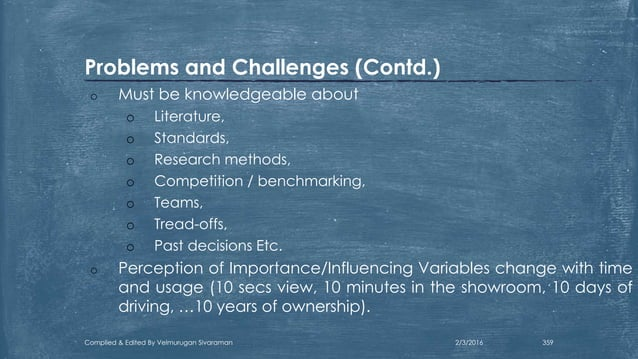 Problems and Challenges (Contd.)
o Must be knowledgeable about
o Literature,
o Standards,
o Research methods,
o Competition / benchmarking,
o Teams,
o Tread-offs,
o Past decisions Etc.
o Perception of Importance/Influencing Variables change with time
and usage (10 secs view, 10 minutes in the showroom, 10 days of
driving, …10 years of ownership).
Complied & Edited By Velmurugan Sivaraman 2/3/2016 359